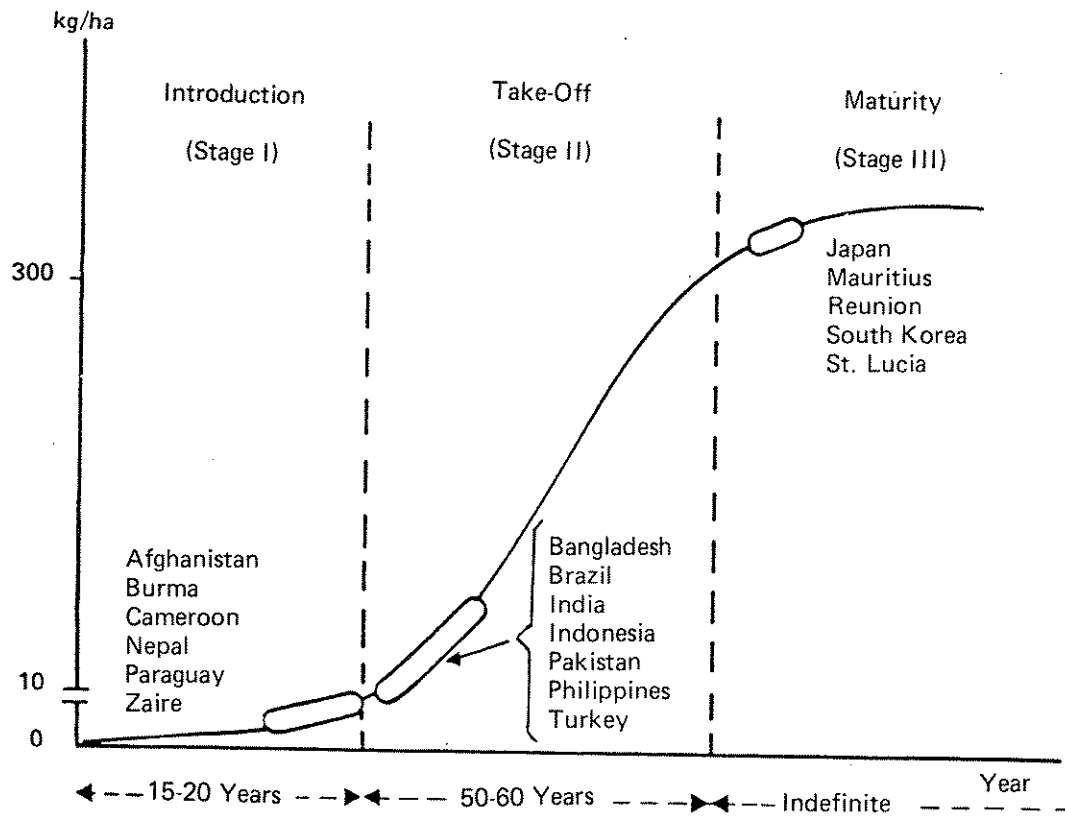 kg/ha
Introduction
(Stage I)
Take-Off
(Stage II)
Maturity
(Stage III)
300
Japan
Mauritius
Reunion
South Korea
St. Lucia
Afghanistan
Burma
Cameroon
Nepal
Paraguay
Zaire
Bangladesh
Brazil
India
Indonesia
Pakistan
Philippines
Turkey
10
0
Year
15-20 Years
50-60 Years
Indefinite